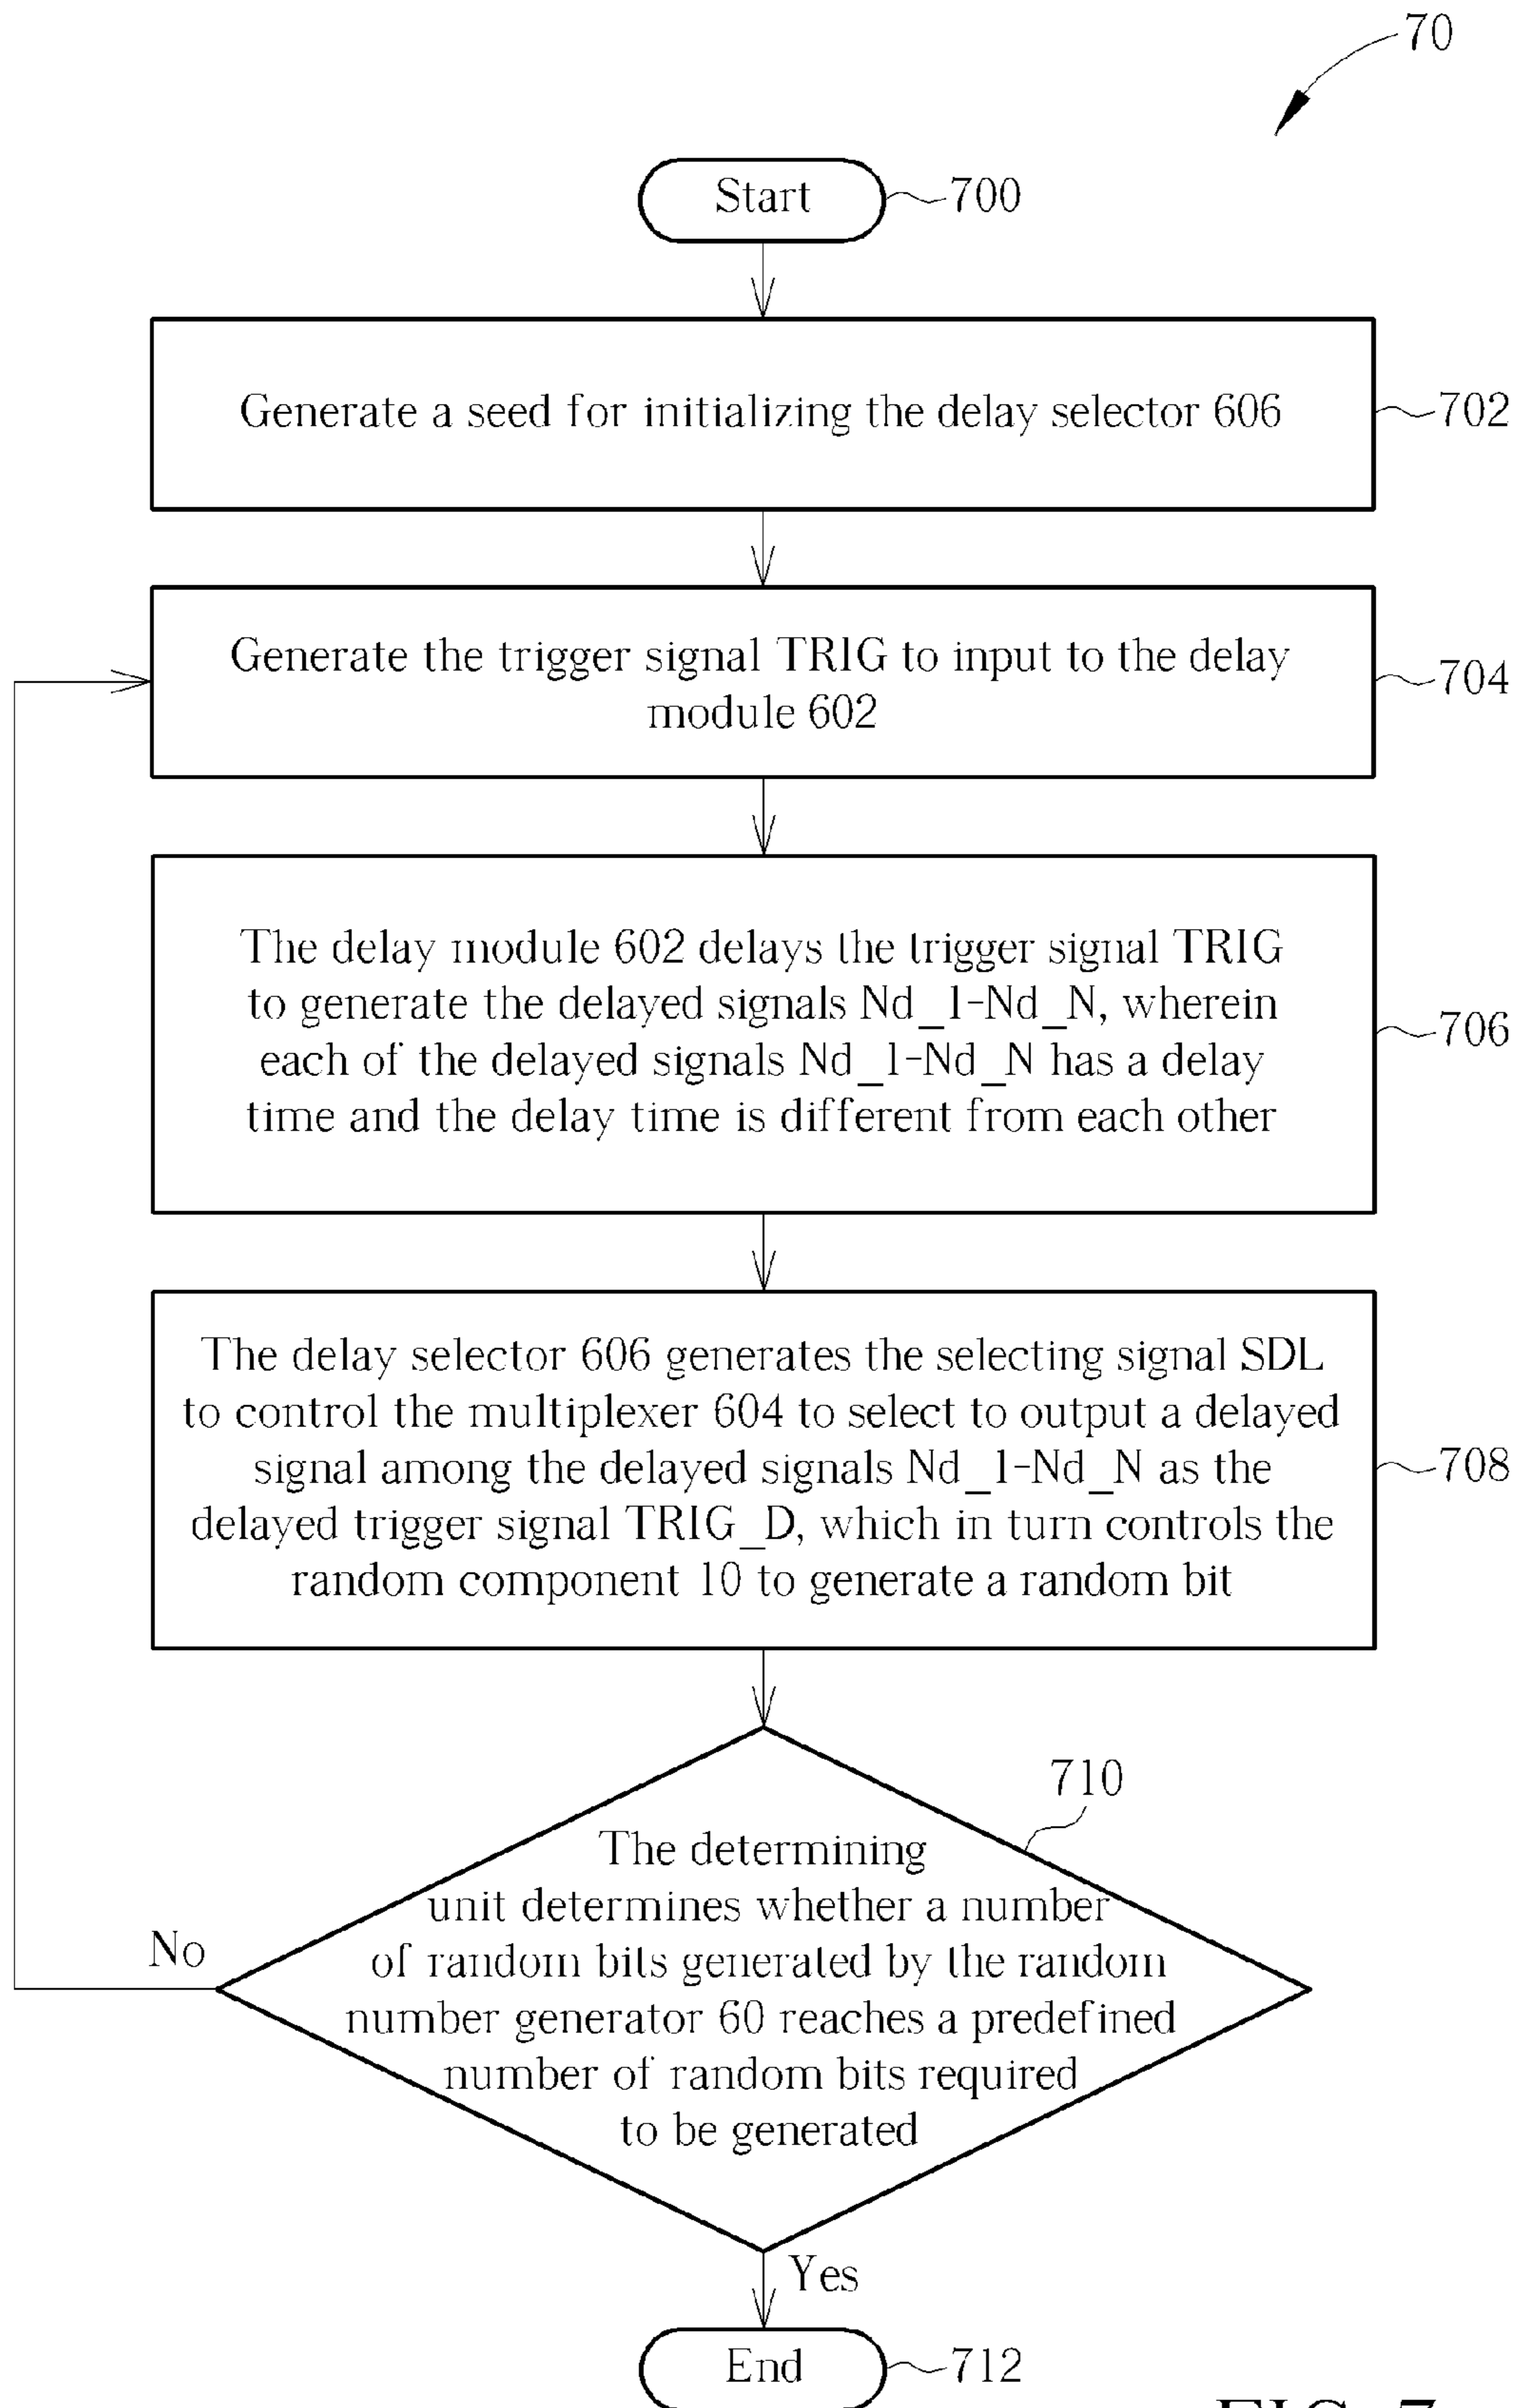 70
Start
700
Generate a seed for initializing the delay selector 606
702
Generate the trigger signal TRIG to input to the delay
module 602
704
The delay module 602 delays the trigger signal TRIG
to generate the delayed signals Nd_1-Nd_N, wherein
each of the delayed signals Nd_1-Nd_N has a delay
time and the delay time is different from each other
706
The delay selector 606 generates the selecting signal SDL
to control the multiplexer 604 to select to output a delayed
signal among the delayed signals Nd_1-Nd_N as the
delayed trigger signal TRIG_D, which in turn controls the
random component 10 to generate a random bit
708
710
The determining
unit determines whether a number
of random bits generated by the random
number generator 60 reaches a predefined
number of random bits required
to be generated
No
Yes
End
712